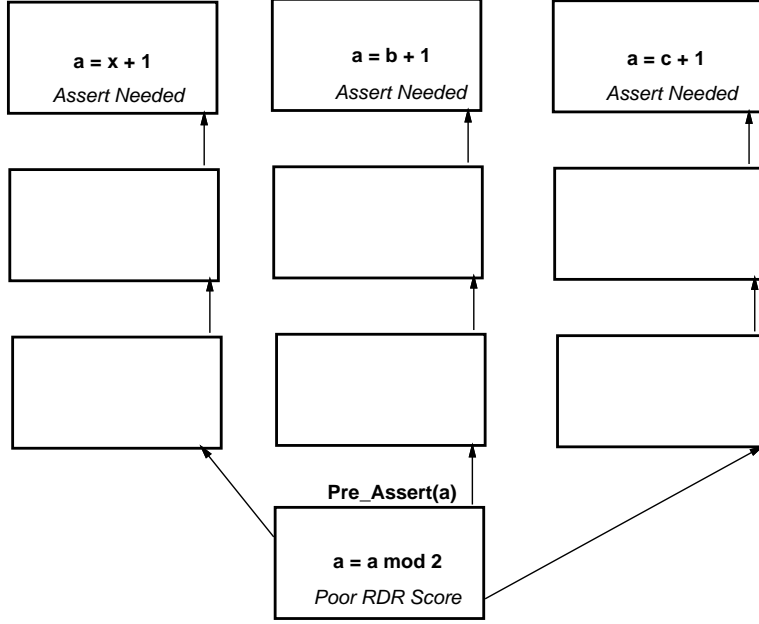 a = x + 1
Assert Needed
a = b + 1
Assert Needed
a = c + 1
Assert Needed
Pre_Assert(a)
a = a mod 2
Poor RDR Score